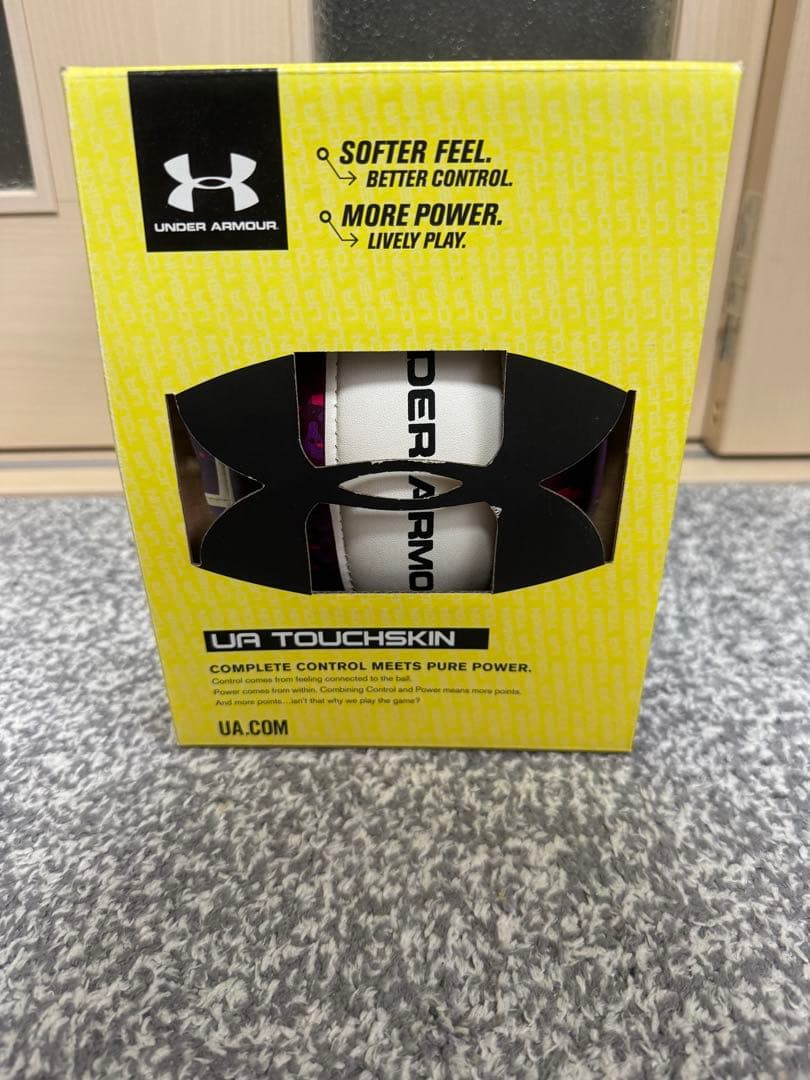 UNDER ARMOUR
SOFTER FEEL.
BETTER CONTROL.
MORE POWER.
LIVELY PLAY.
DER ARMO
UA TOUCHSKIN
COMPLETE CONTROL MEETS PURE POWER.
Control comes from feeling connected to the ball.
Power comes from within. Combining Control and Power means more points.
And more points...isn't that why we play the game?
UA.COM